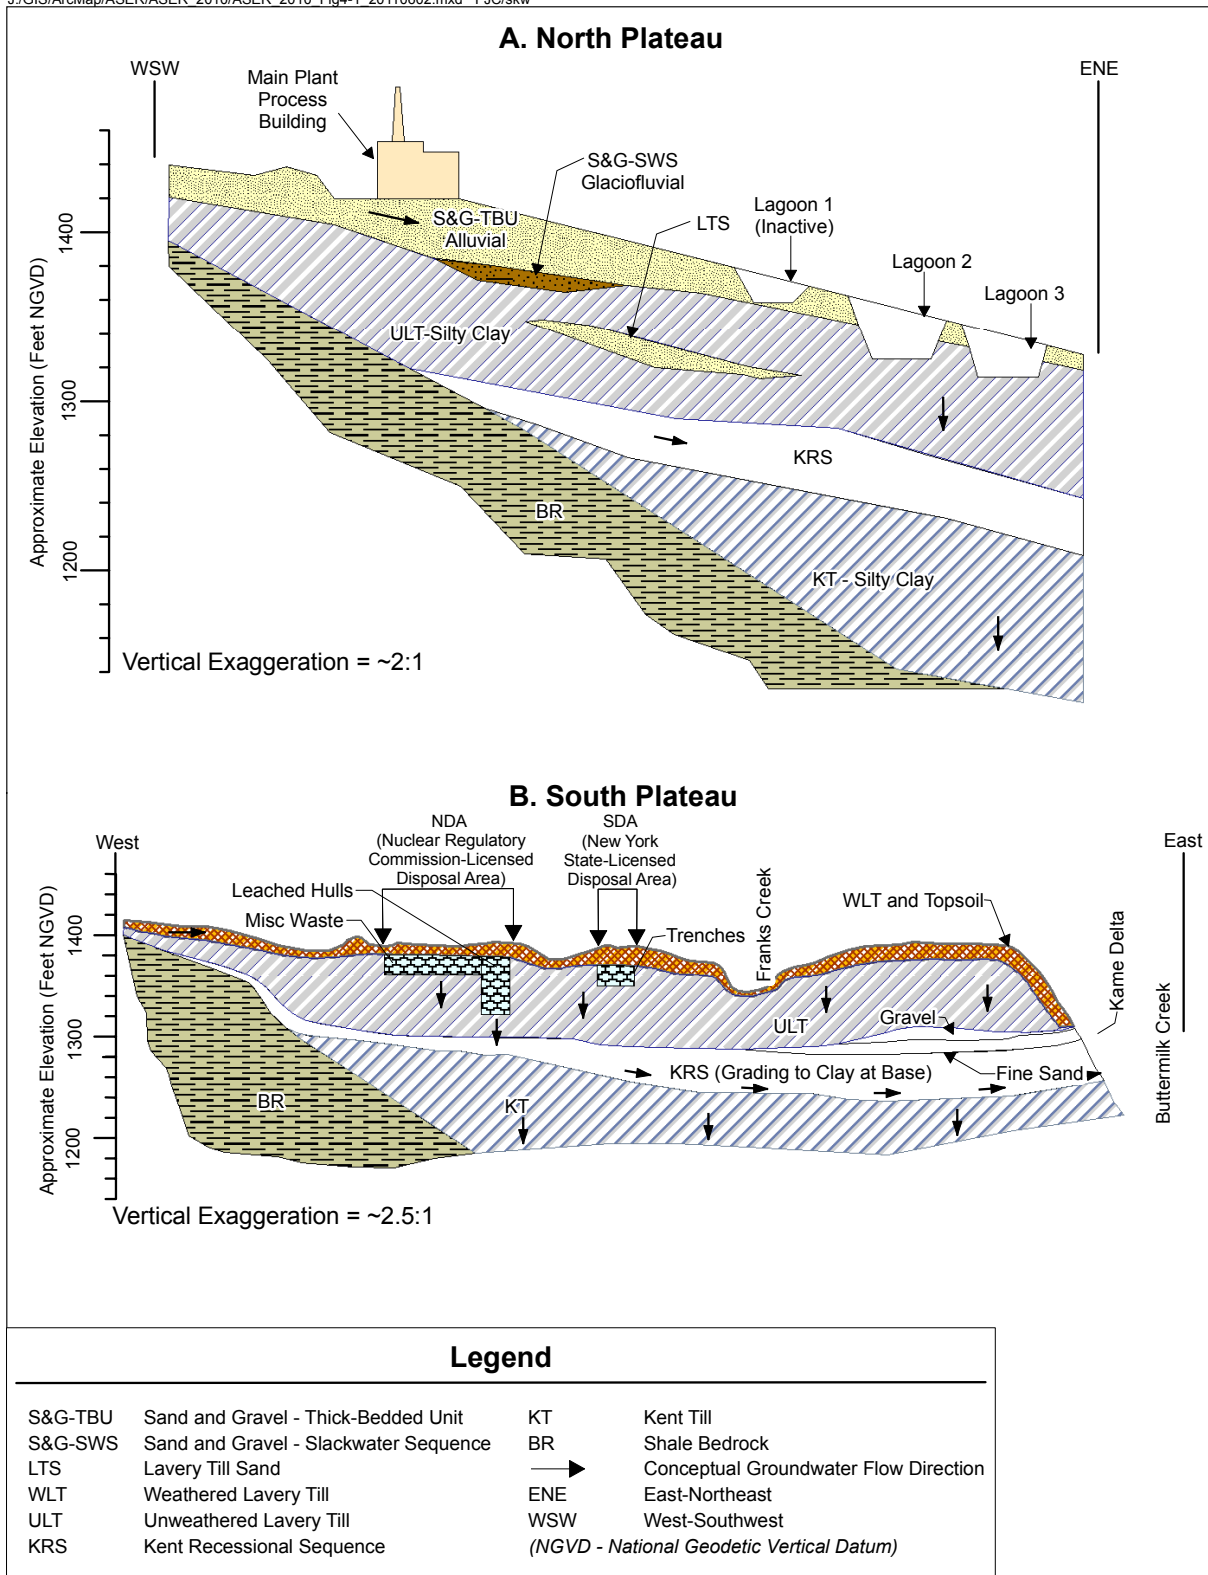 A. North Plateau
WSW
ENE
Main Plant
Process
Building
S&G-SWS
Glaciofluvial
LTS
Lagoon 1
(Inactive)
Lagoon 2
Lagoon 3
S&G-TBU
Alluvial
ULT-Silty Clay
KRS
BR
KT - Silty Clay
Approximate Elevation (Feet NGVD)
1400
1300
1200
Vertical Exaggeration = ~2:1
B. South Plateau
West
East
NDA
(Nuclear Regulatory
Commission-Licensed
Disposal Area)
SDA
(New York
State-Licensed
Disposal Area)
Leached Hulls
Misc Waste
Trenches
Franks Creek
WLT and Topsoil
Kame Delta
Buttermilk Creek
ULT
Gravel
KRS (Grading to Clay at Base)
Fine Sand
BR
KT
Approximate Elevation (Feet NGVD)
1400
1300
1200
Vertical Exaggeration = ~2.5:1
Legend
S&G-TBU Sand and Gravel - Thick-Bedded Unit
S&G-SWS Sand and Gravel - Slackwater Sequence
LTS Lavery Till Sand
WLT Weathered Lavery Till
ULT Unweathered Lavery Till
KRS Kent Recessional Sequence
KT Kent Till
BR Shale Bedrock
Conceptual Groundwater Flow Direction
ENE East-Northeast
WSW West-Southwest
(NGVD - National Geodetic Vertical Datum)